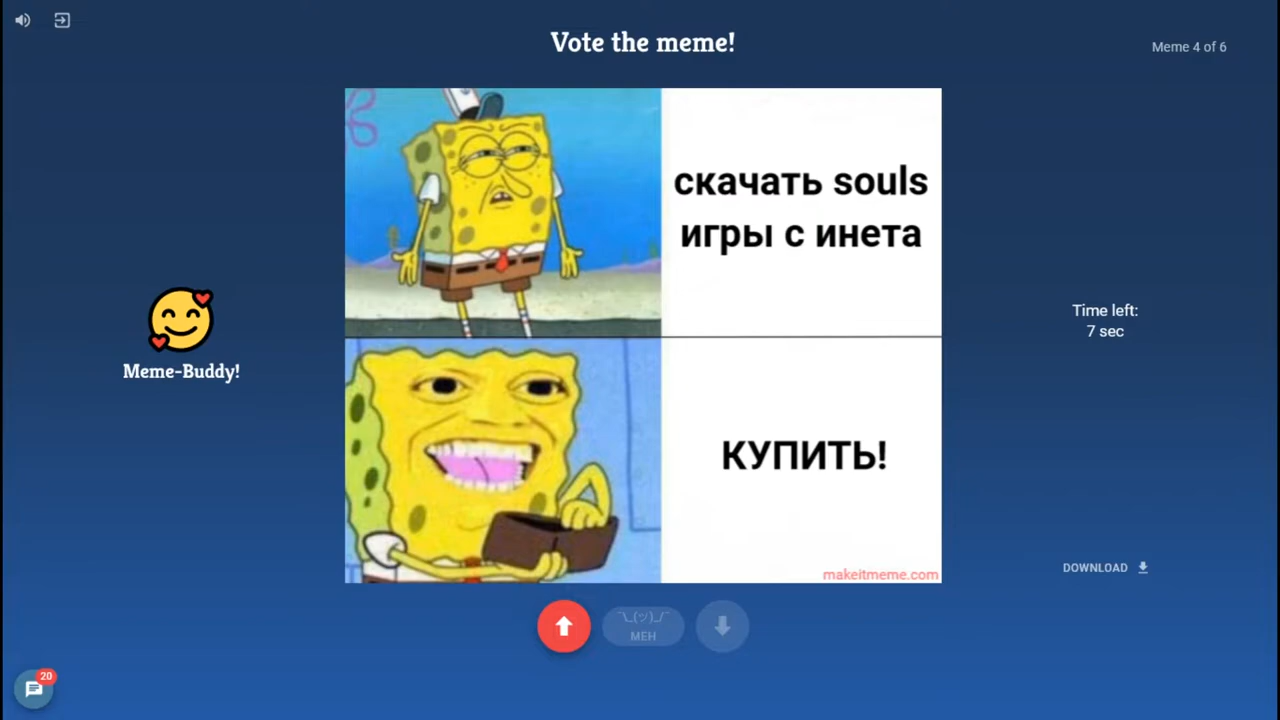 Vote the meme!
Meme 4 of 6
скачать souls
игры с инета
Meme-Buddy!
Time left:
7 sec
КУПИТЬ!
makeitmeme.com
DOWNLOAD
¯\_(ツ)_/¯
MEH
20